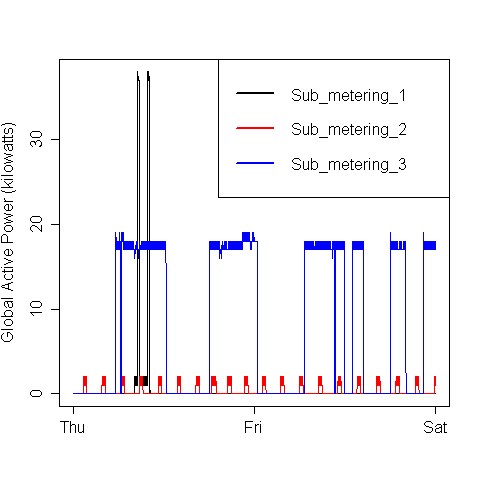 Sub_metering_1
Sub_metering_2
Sub_metering_3
Global Active Power (kilowatts)
30
20
10
0
Thu Fri Sat